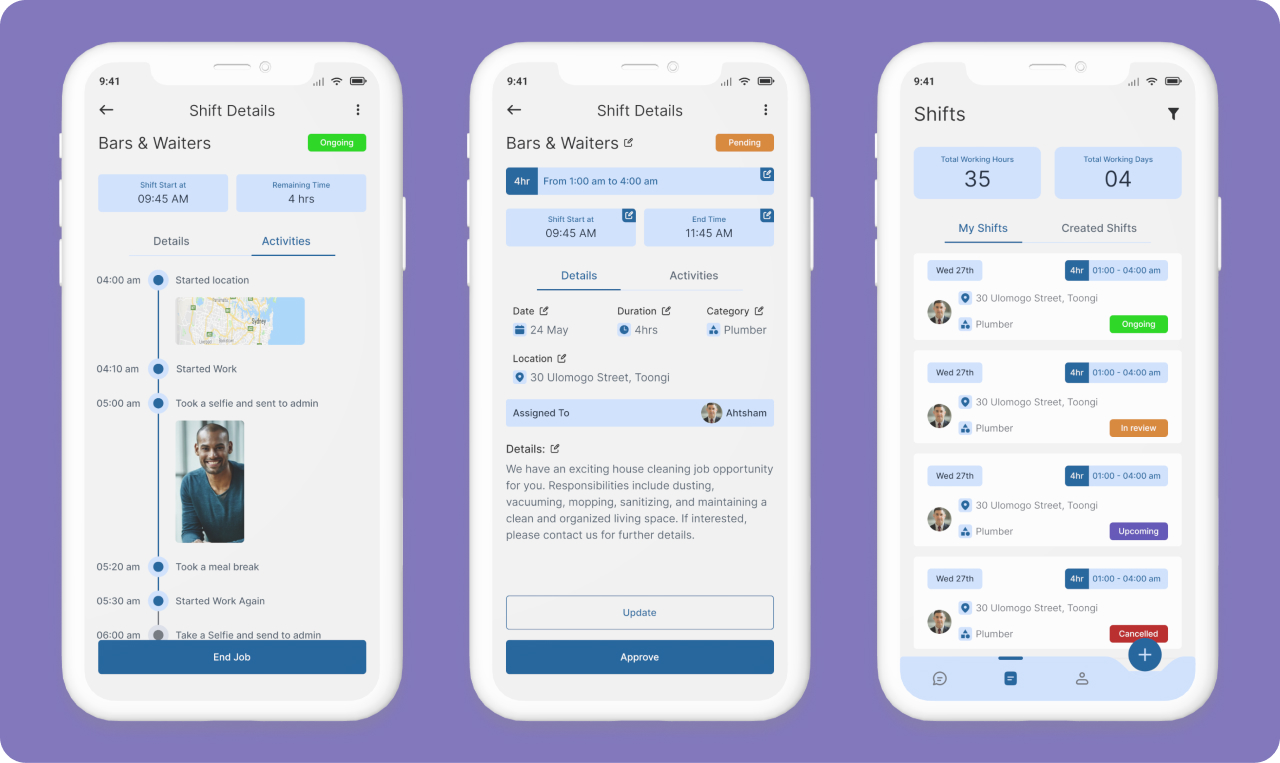 9:41
Shift Details
Bars & Waiters
Ongoing
Shift Start at
09:45 AM
Remaining Time
4 hrs
Details
Activities
04:00 am Started location
Sydney
04:10 am Started Work
05:00 am Took a selfie and sent to admin
05:20 am Took a meal break
05:30 am Started Work Again
06:00 am Take a Selfie and send to admin
End Job
9:41
Shift Details
Bars & Waiters
Pending
4hr From 1:00 am to 4:00 am
Shift Start at
09:45 AM
End Time
11:45 AM
Details
Activities
Date
24 May
Duration
4hrs
Category
Plumber
Location
30 Ulomogo Street, Toongi
Assigned To
Ahtsham
Details:
We have an exciting house cleaning job opportunity
for you. Responsibilities include dusting,
vacuuming, mopping, sanitizing, and maintaining a
clean and organized living space. If interested,
please contact us for further details.
Update
Approve
9:41
Shifts
Total Working Hours
35
Total Working Days
04
My Shifts
Created Shifts
Wed 27th
4hr 01:00 - 04:00 am
30 Ulomogo Street, Toongi
Plumber
Ongoing
Wed 27th
4hr 01:00 - 04:00 am
30 Ulomogo Street, Toongi
Plumber
In review
Wed 27th
4hr 01:00 - 04:00 am
30 Ulomogo Street, Toongi
Plumber
Upcoming
Wed 27th
4hr 01:00 - 04:00 am
30 Ulomogo Street, Toongi
Plumber
Cancelled